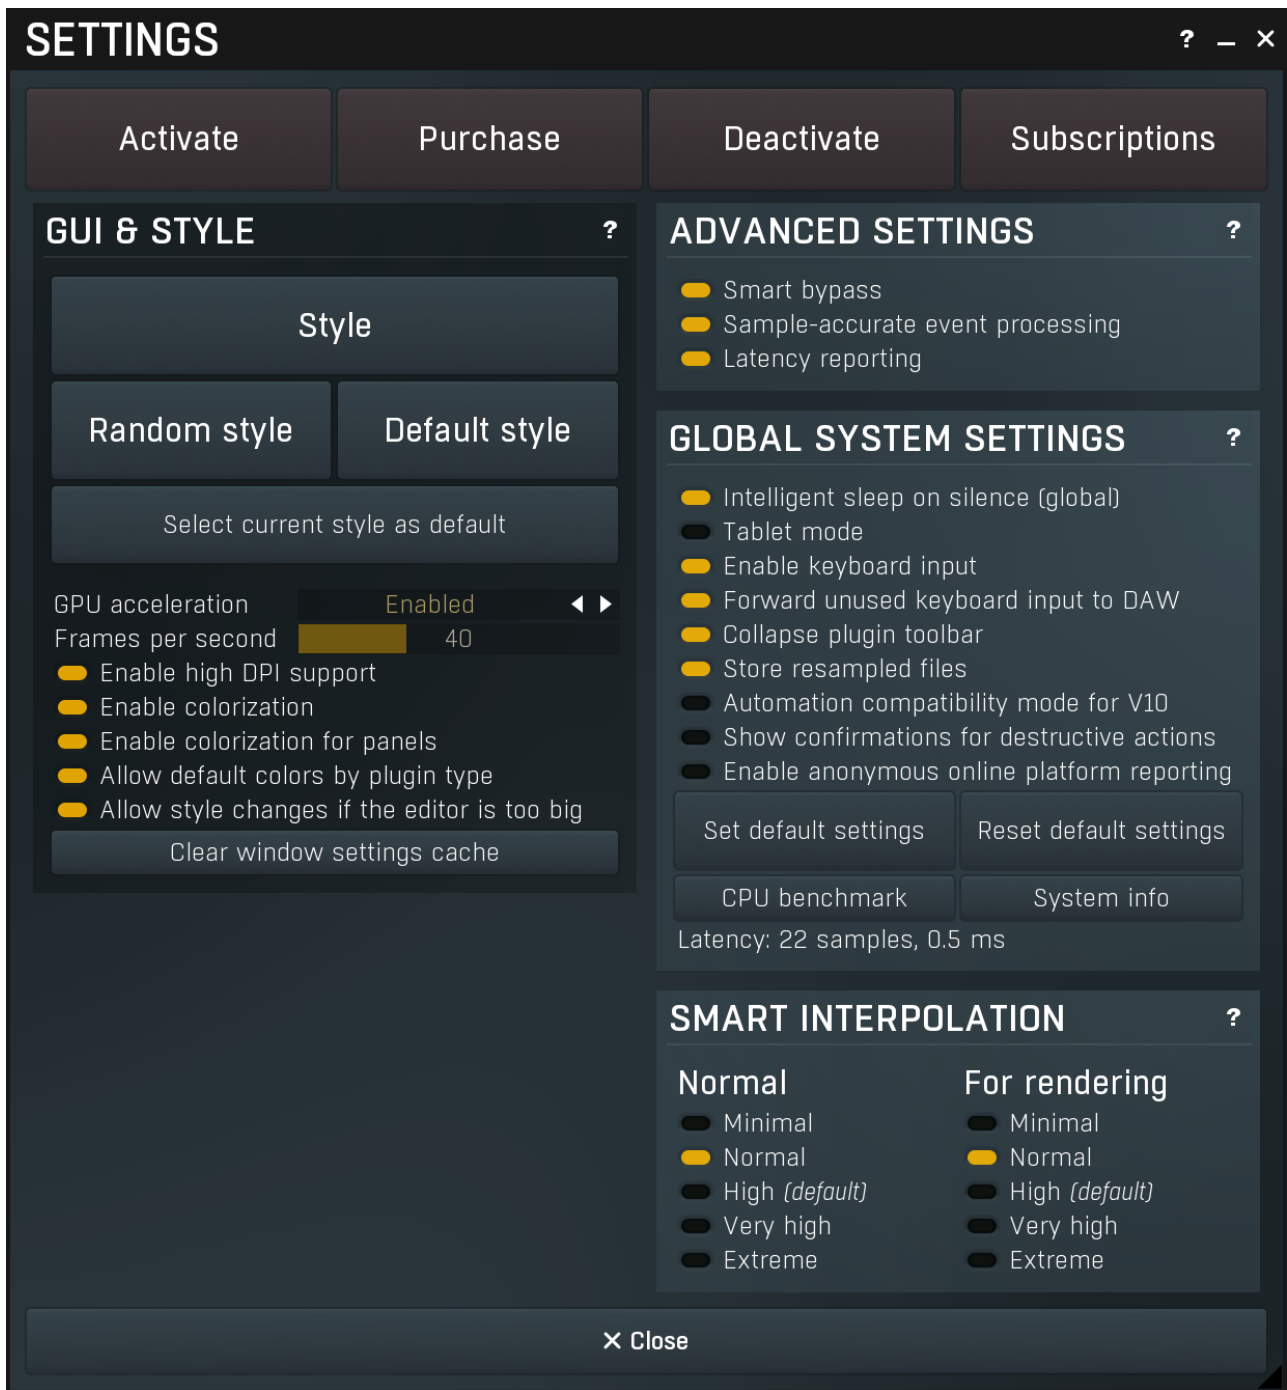 SETTINGS
?
Activate
Purchase
Deactivate
Subscriptions
GUI & STYLE
?
Style
Random style
Default style
Select current style as default
GPU acceleration Enabled
Frames per second 40
Enable high DPI support
Enable colorization
Enable colorization for panels
Allow default colors by plugin type
Allow style changes if the editor is too big
Clear window settings cache
ADVANCED SETTINGS
?
Smart bypass
Sample-accurate event processing
Latency reporting
GLOBAL SYSTEM SETTINGS
?
Intelligent sleep on silence (global)
Tablet mode
Enable keyboard input
Forward unused keyboard input to DAW
Collapse plugin toolbar
Store resampled files
Automation compatibility mode for V10
Show confirmations for destructive actions
Enable anonymous online platform reporting
Set default settings
Reset default settings
CPU benchmark
System info
Latency: 22 samples, 0.5 ms
SMART INTERPOLATION
?
Normal
Minimal
Normal
High (default)
Very high
Extreme
For rendering
Minimal
Normal
High (default)
Very high
Extreme
Close